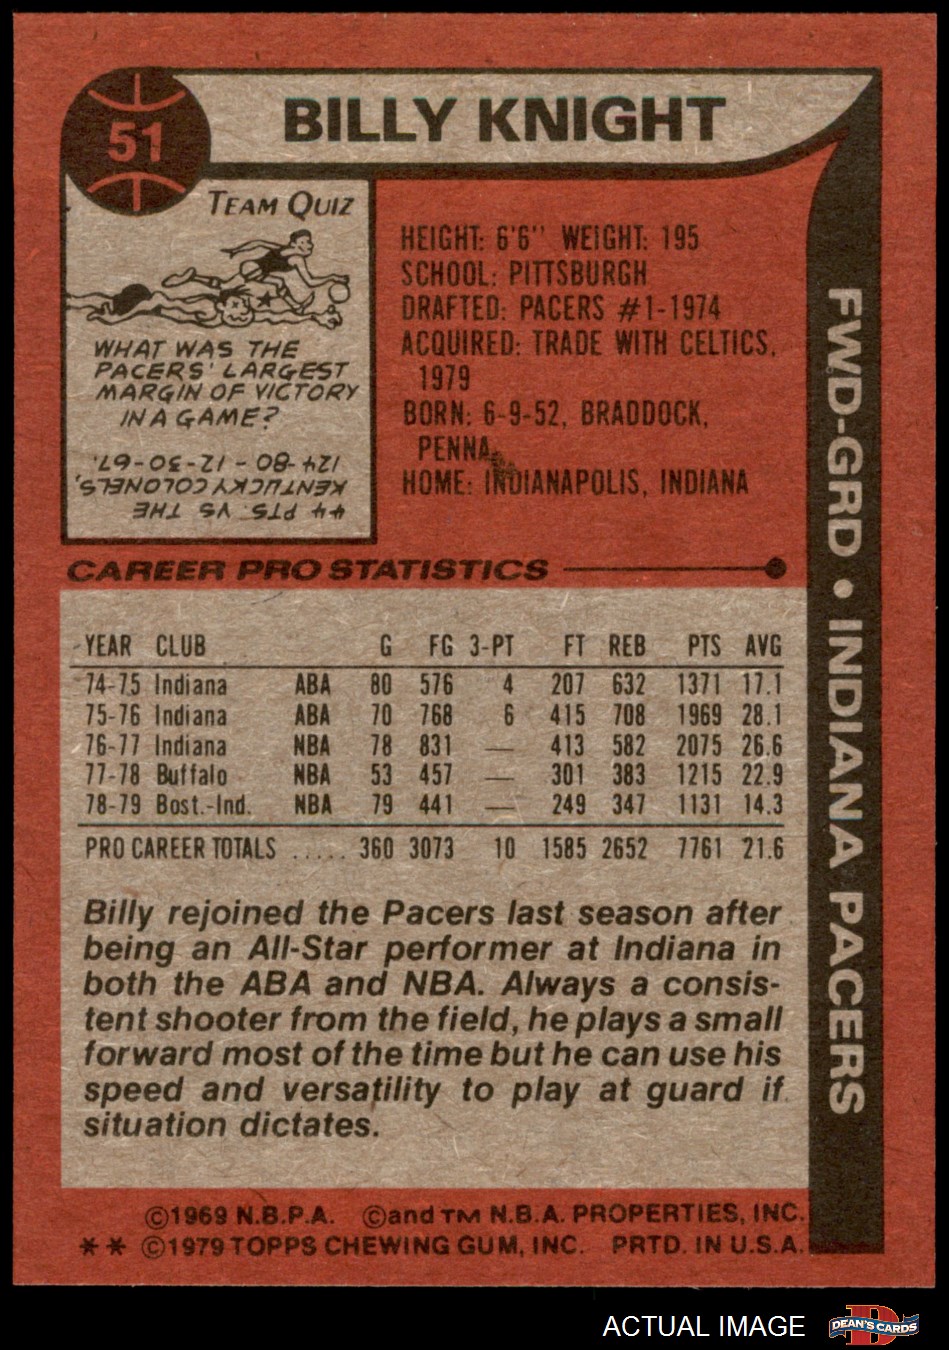 51
BILLY KNIGHT
TEAM QUIZ
WHAT WAS THE
PACERS' LARGEST
MARGIN OF VICTORY
IN A GAME?
44 PTS. VS. THE
KENTUCKY COLONELS,
124-80 - 12-30-67.
HEIGHT: 6'6" WEIGHT: 195
SCHOOL: PITTSBURGH
DRAFTED: PACERS #1-1974
ACQUIRED: TRADE WITH CELTICS,
1979
BORN: 6-9-52, BRADDOCK,
PENNA.
HOME: INDIANAPOLIS, INDIANA
FWD-GRD • INDIANA PACERS
CAREER PRO STATISTICS
YEAR CLUB G FG 3-PT FT REB PTS AVG
74-75 Indiana ABA 80 576 4 207 632 1371 17.1
75-76 Indiana ABA 70 768 6 415 708 1969 28.1
76-77 Indiana NBA 78 831 — 413 582 2075 26.6
77-78 Buffalo NBA 53 457 — 301 383 1215 22.9
78-79 Bost.-Ind. NBA 79 441 — 249 347 1131 14.3
PRO CAREER TOTALS ..... 360 3073 10 1585 2652 7761 21.6
Billy rejoined the Pacers last season after
being an All-Star performer at Indiana in
both the ABA and NBA. Always a consis-
tent shooter from the field, he plays a small
forward most of the time but he can use his
speed and versatility to play at guard if
situation dictates.
©1969 N.B.P.A. ©and TM N.B.A. PROPERTIES, INC.
** ©1979 TOPPS CHEWING GUM, INC. PRTD. IN U.S.A.
ACTUAL IMAGE
DEAN'S CARDS